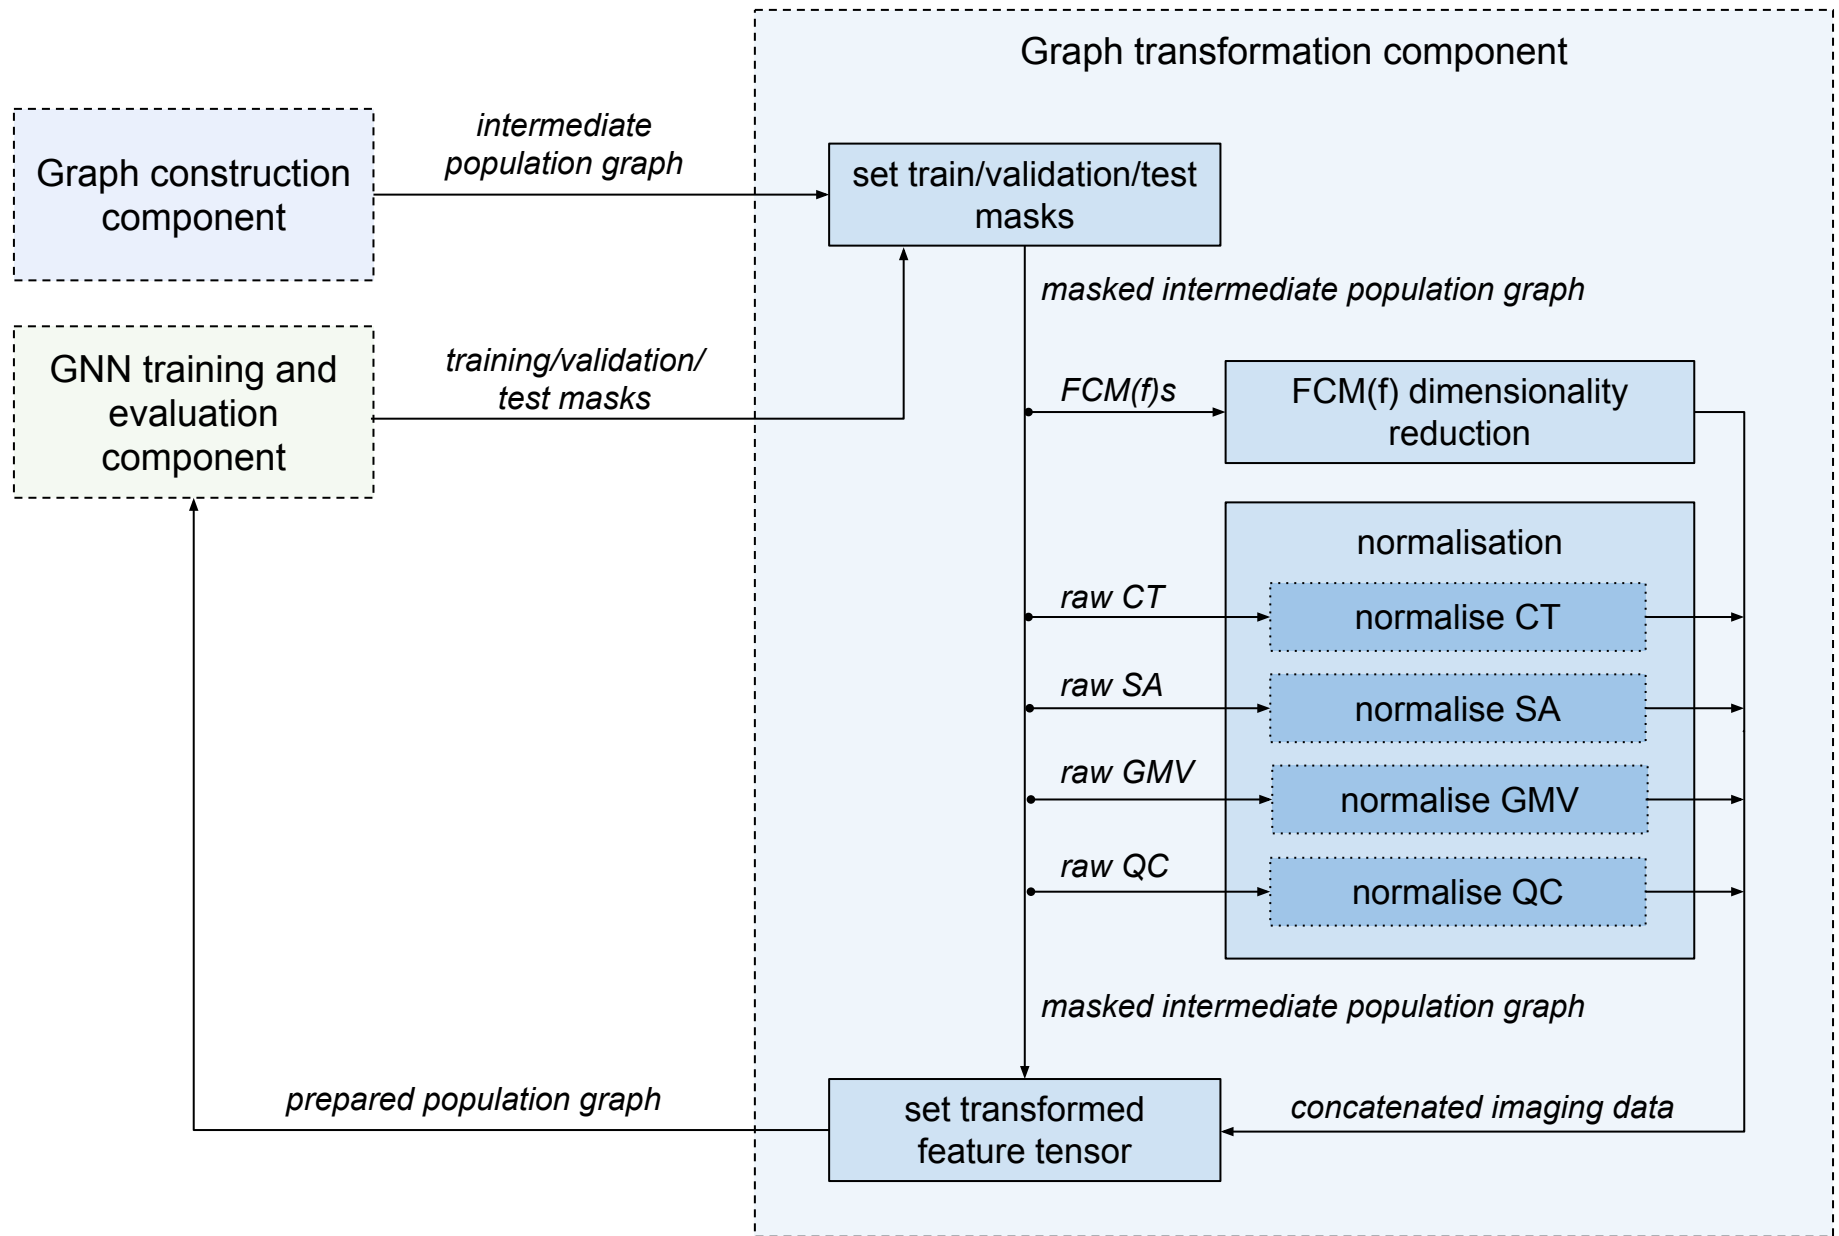 Graph transformation component
intermediate
population graph
Graph construction
component
set train/validation/test
masks
masked intermediate population graph
GNN training and
evaluation
component
training/validation/
test masks
FCM(f)s
FCM(f) dimensionality
reduction
normalisation
raw CT
normalise CT
raw SA
normalise SA
raw GMV
normalise GMV
raw QC
normalise QC
masked intermediate population graph
prepared population graph
set transformed
feature tensor
concatenated imaging data